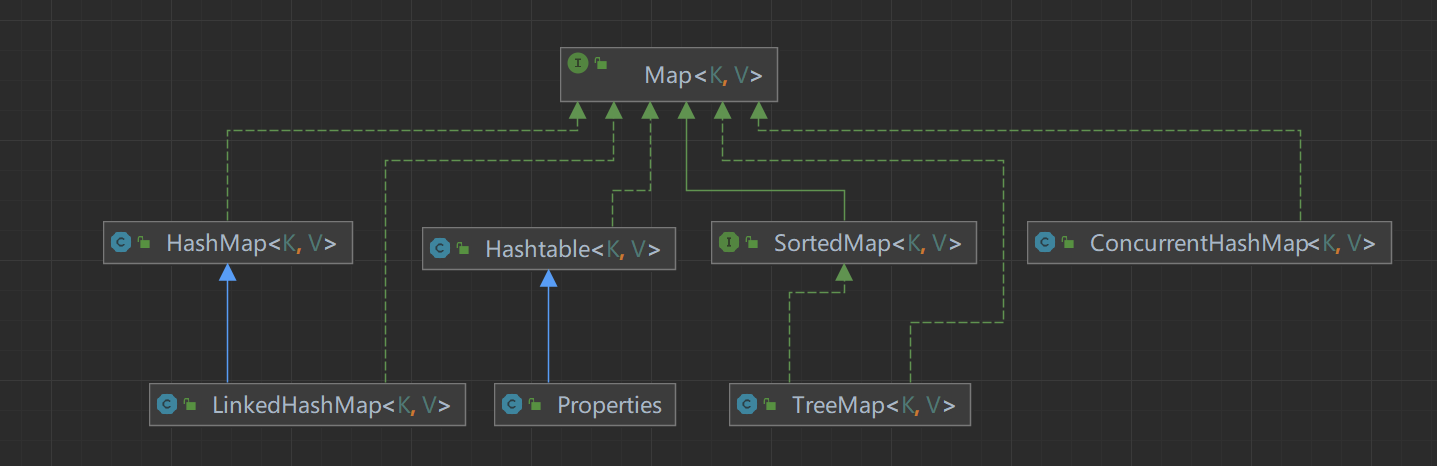 I Map<K, V>
C HashMap<K, V>
C Hashtable<K, V>
I SortedMap<K, V>
C ConcurrentHashMap<K, V>
C LinkedHashMap<K, V>
C Properties
C TreeMap<K, V>